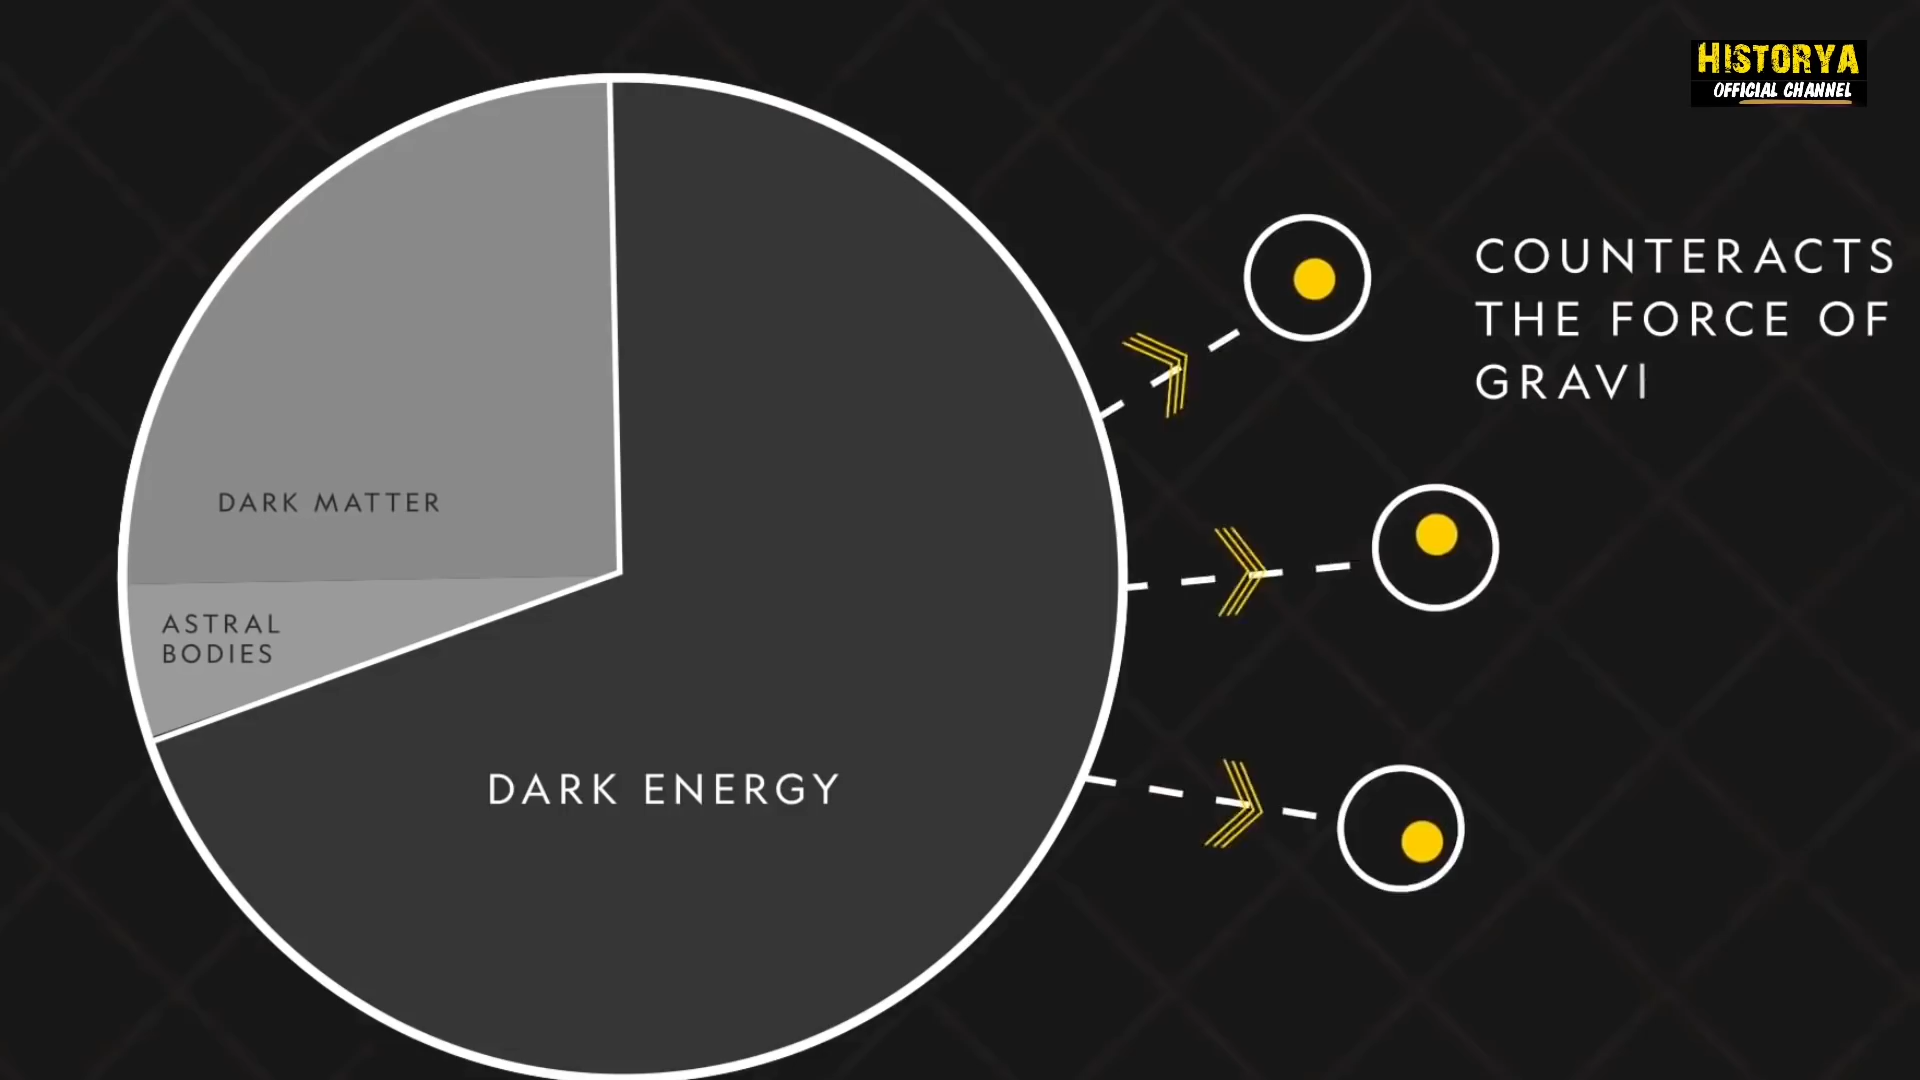 HISTORYA
OFFICIAL CHANNEL
COUNTERACTS
THE FORCE OF
GRAVI
DARK MATTER
ASTRAL
BODIES
DARK ENERGY